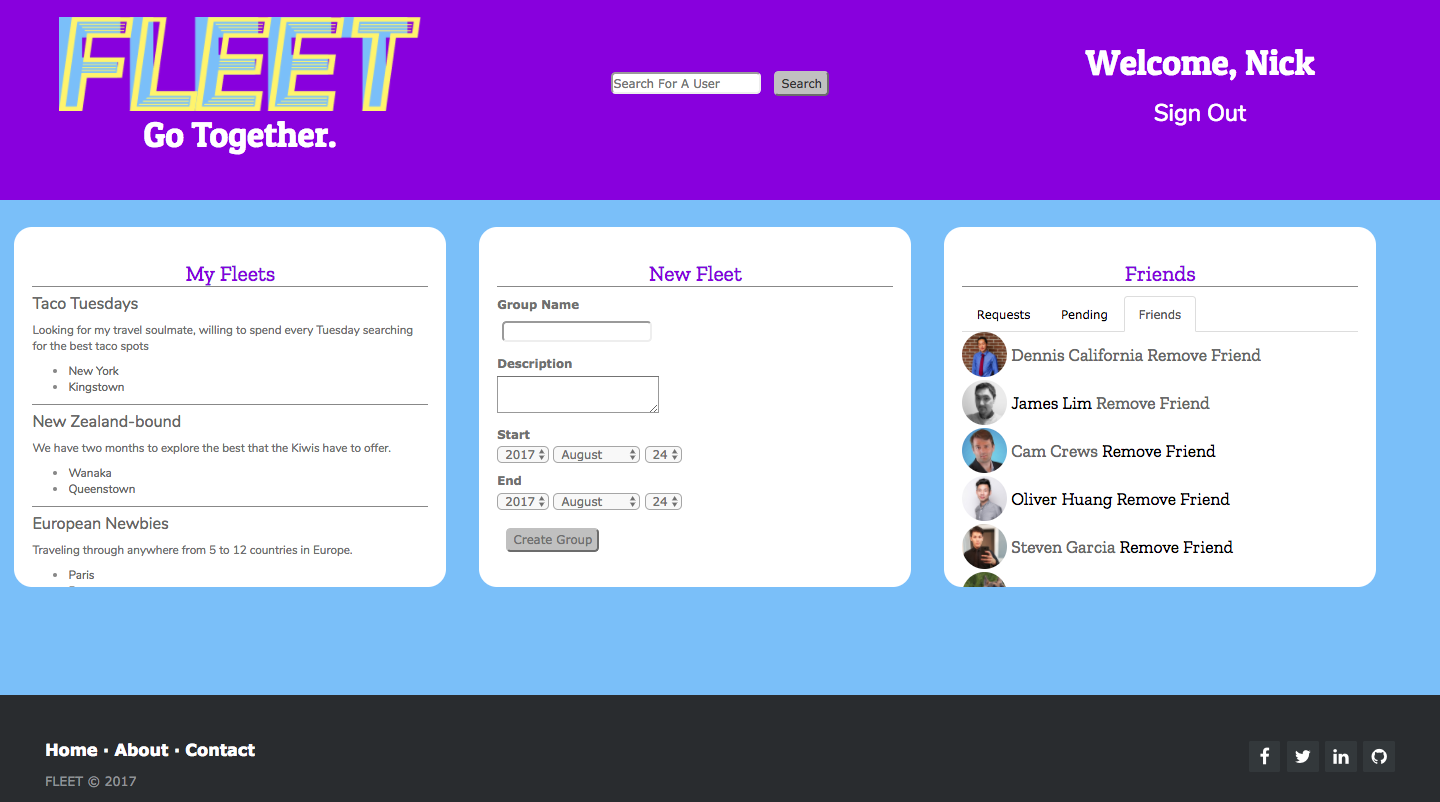 FLEET
Go Together.
Search For A User
Search
Welcome, Nick
Sign Out
My Fleets
Taco Tuesdays
Looking for my travel soulmate, willing to spend every Tuesday searching
for the best taco spots
New York
Kingstown
New Zealand-bound
We have two months to explore the best that the Kiwis have to offer.
Wanaka
Queenstown
European Newbies
Traveling through anywhere from 5 to 12 countries in Europe.
Paris
New Fleet
Group Name
Description
Start
2017 August 24
End
2017 August 24
Create Group
Friends
Requests Pending Friends
Dennis California Remove Friend
James Lim Remove Friend
Cam Crews Remove Friend
Oliver Huang Remove Friend
Steven Garcia Remove Friend
Home · About · Contact
FLEET © 2017